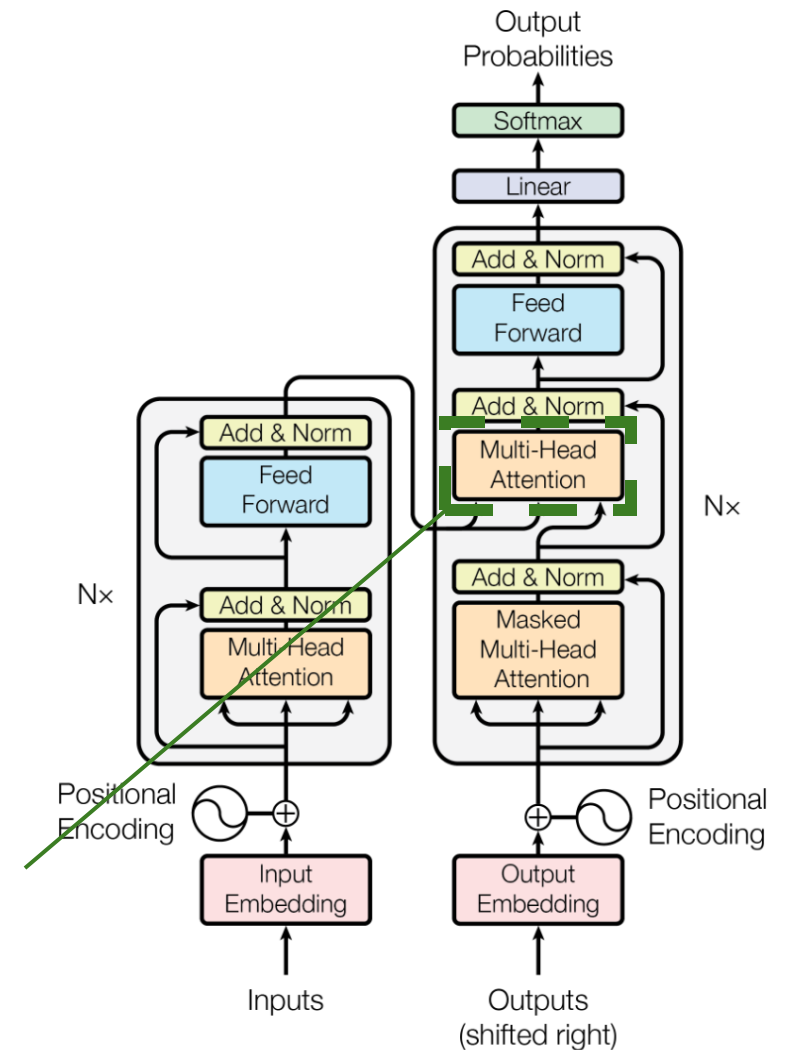 Output
Probabilities
Softmax
Linear
Add & Norm
Feed
Forward
Add & Norm
Multi-Head
Attention
Nx
Add & Norm
Masked
Multi-Head
Attention
Add & Norm
Feed
Forward
Nx
Add & Norm
Multi-Head
Attention
Positional
Encoding
Positional
Encoding
Input
Embedding
Output
Embedding
Inputs
Outputs
(shifted right)